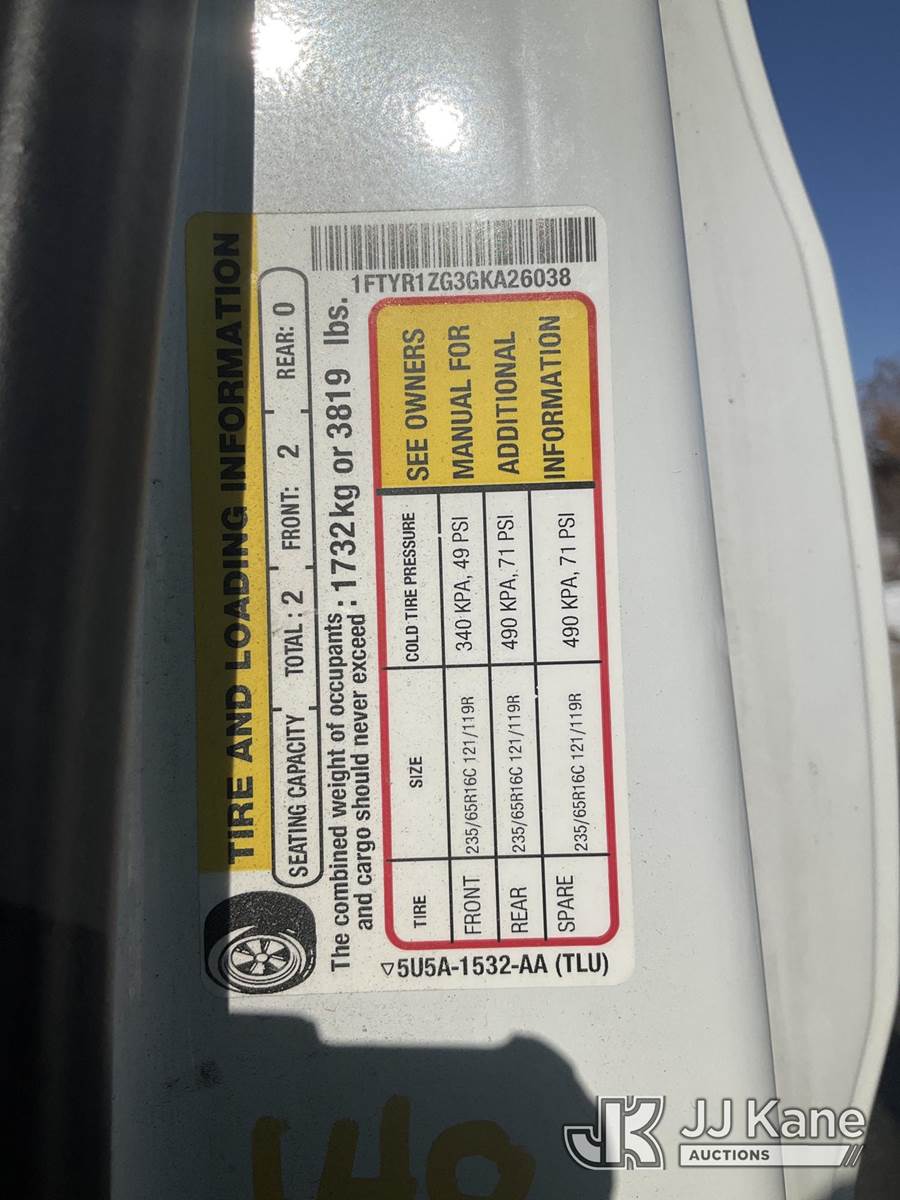 TIRE AND LOADING INFORMATION
SEATING CAPACITY TOTAL : 2 FRONT: 2 REAR: 0
The combined weight of occupants and cargo should never exceed : 1732 kg or 3819 lbs.
TIRE SIZE COLD TIRE PRESSURE
FRONT 235/65R16C 121/119R 340 KPA, 49 PSI
REAR 235/65R16C 121/119R 490 KPA, 71 PSI
SPARE 235/65R16C 121/119R 490 KPA, 71 PSI
SEE OWNERS
MANUAL FOR
ADDITIONAL
INFORMATION
▽5U5A-1532-AA (TLU)
1FTYR1ZG3GKA26038
JK JJ Kane
AUCTIONS